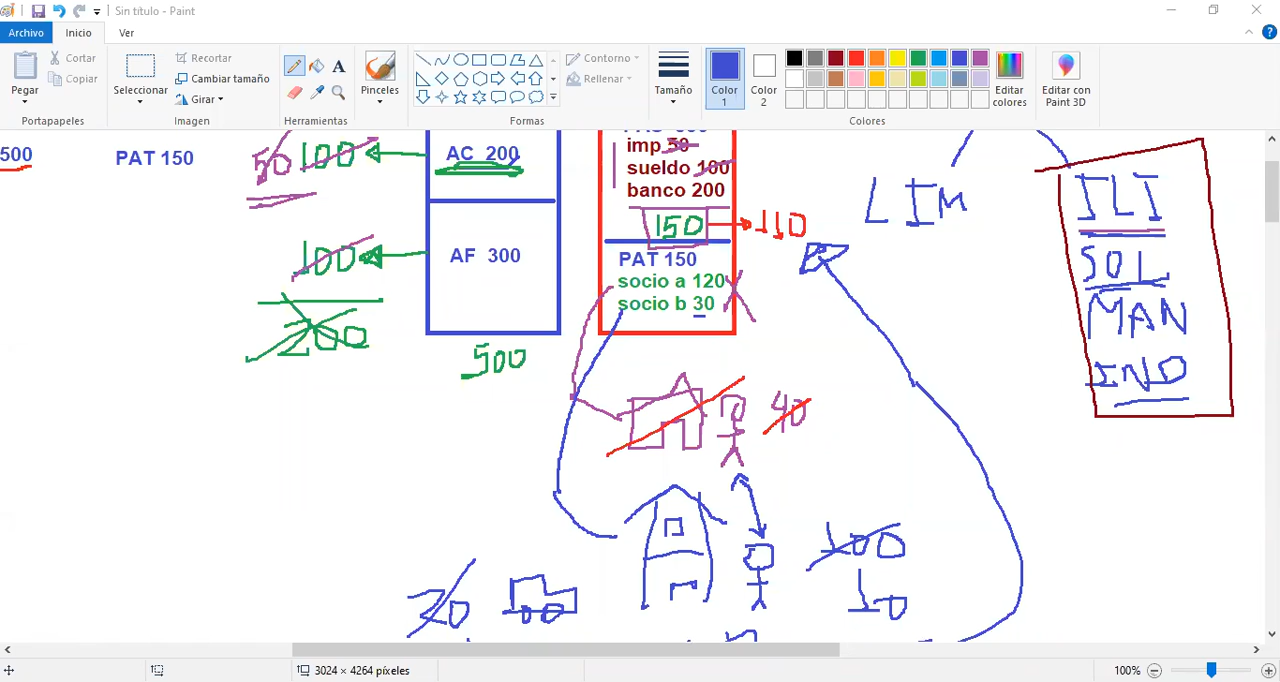 Sin título - Paint
Archivo
Inicio
Ver
Pegar
Cortar
Copiar
Portapapeles
Seleccionar
Recortar
Cambiar tamaño
Girar
Imagen
Herramientas
Pinceles
Contorno
Rellenar
Formas
Tamaño
Color 1
Color 2
Editar colores
Editar con Paint 3D
Colores
500
PAT 150
50 100
AC 200
imp 50
sueldo 100
banco 200
150
110
LIM
ILI
SOL
MAN
IND
100
AF 300
PAT 150
socio a 120
socio b 30
200
500
40
100
10
20
3024 × 4264 píxeles
100%